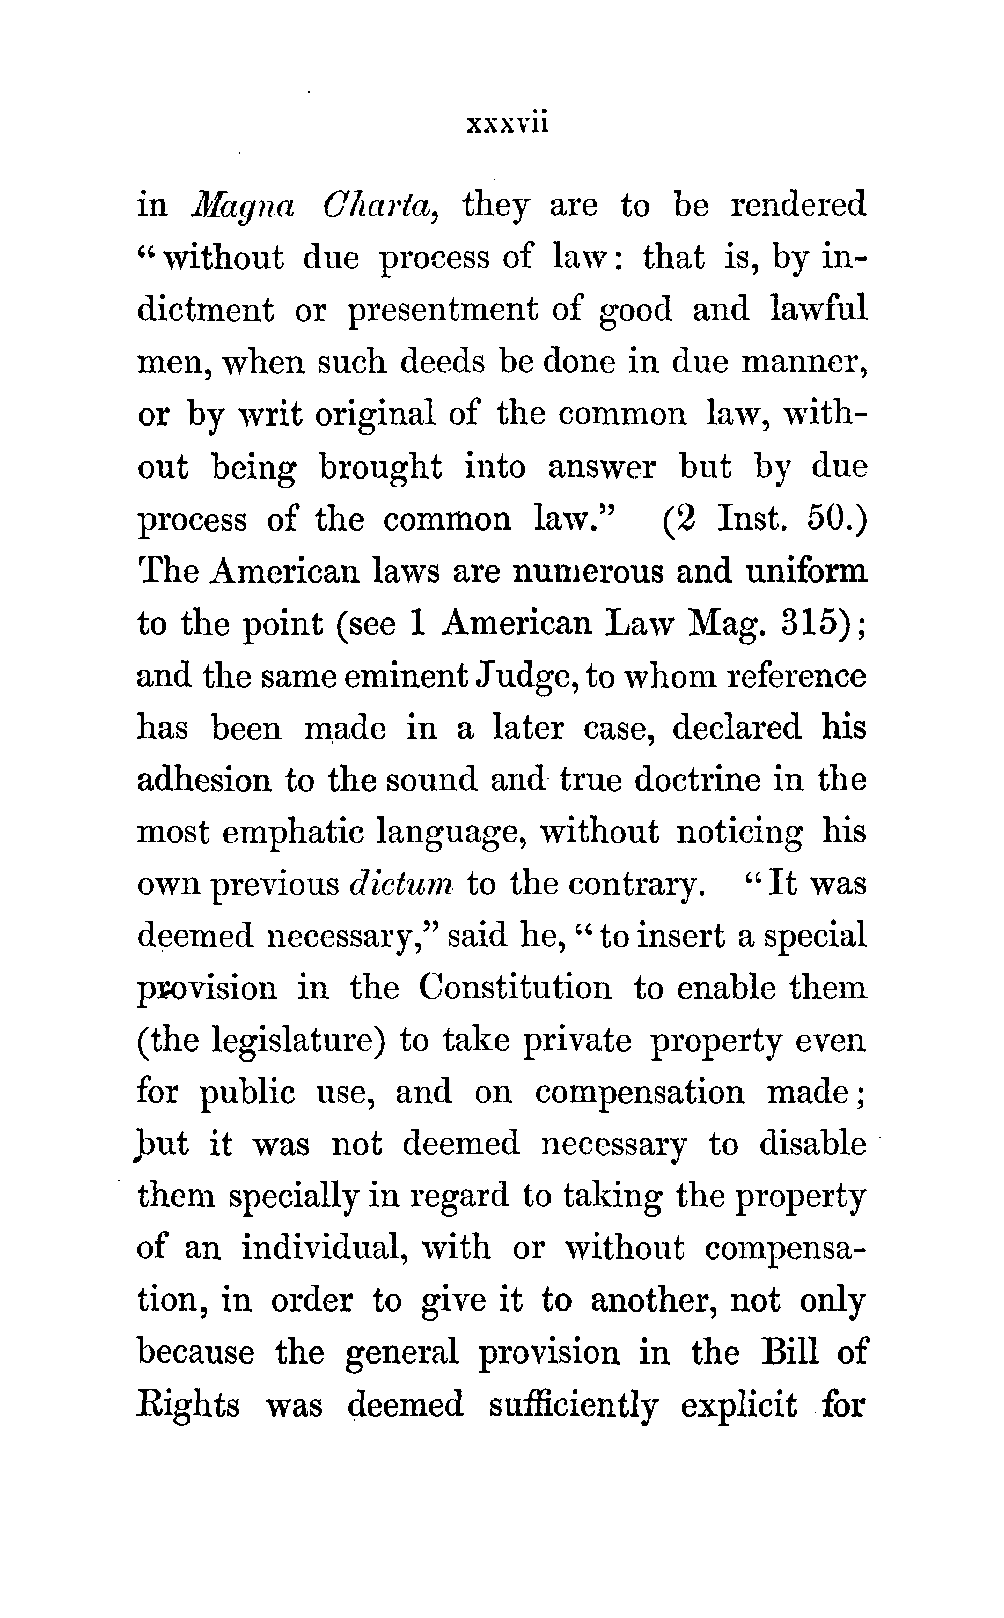 xxxvii
in Magna Charta, they are to be rendered
“without due process of law: that is, by in-
dictment or presentment of good and lawful
men, when such deeds be done in due manner,
or by writ original of the common law, with-
out being brought into answer but by due
process of the common law.” (2 Inst. 50.)
The American laws are numerous and uniform
to the point (see 1 American Law Mag. 315);
and the same eminent Judge, to whom reference
has been made in a later case, declared his
adhesion to the sound and true doctrine in the
most emphatic language, without noticing his
own previous dictum to the contrary. “It was
deemed necessary,” said he, “to insert a special
provision in the Constitution to enable them
(the legislature) to take private property even
for public use, and on compensation made;
but it was not deemed necessary to disable
them specially in regard to taking the property
of an individual, with or without compensa-
tion, in order to give it to another, not only
because the general provision in the Bill of
Rights was deemed sufficiently explicit for